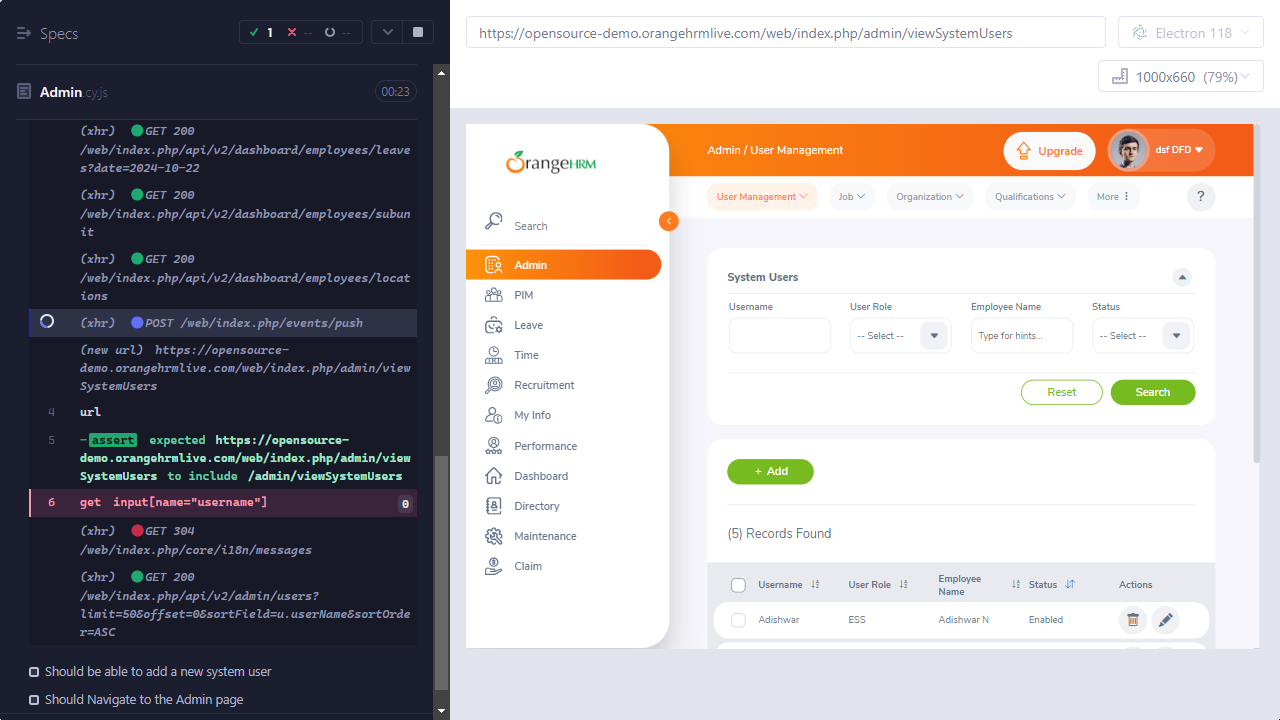 Specs
1
--
--
Admin cy.js
00:23
(xhr) GET 200
/web/index.php/api/v2/dashboard/employees/leave
s?date=2024-10-22
(xhr) GET 200
/web/index.php/api/v2/dashboard/employees/subun
it
(xhr) GET 200
/web/index.php/api/v2/dashboard/employees/locat
ions
(xhr) POST /web/index.php/events/push
(new url) https://opensource-
demo.orangehrmlive.com/web/index.php/admin/view
SystemUsers
4 url
5 -assert expected https://opensource-
demo.orangehrmlive.com/web/index.php/admin/view
SystemUsers to include /admin/viewSystemUsers
6 get input[name="username"] 0
(xhr) GET 304
/web/index.php/core/i18n/messages
(xhr) GET 200
/web/index.php/api/v2/admin/users?
limit=50&offset=0&sortField=u.userName&sortOrde
r=ASC
Should be able to add a new system user
Should Navigate to the Admin page
https://opensource-demo.orangehrmlive.com/web/index.php/admin/viewSystemUsers
Electron 118
1000x660 (79%)
OrangeHRM
Search
Admin
PIM
Leave
Time
Recruitment
My Info
Performance
Dashboard
Directory
Maintenance
Claim
Admin / User Management
Upgrade
dsf DFD
User Management
Job
Organization
Qualifications
More
?
System Users
Username User Role Employee Name Status
-- Select -- Type for hints... -- Select --
Reset Search
+ Add
(5) Records Found
Username User Role Employee Name Status Actions
Adishwar ESS Adishwar N Enabled